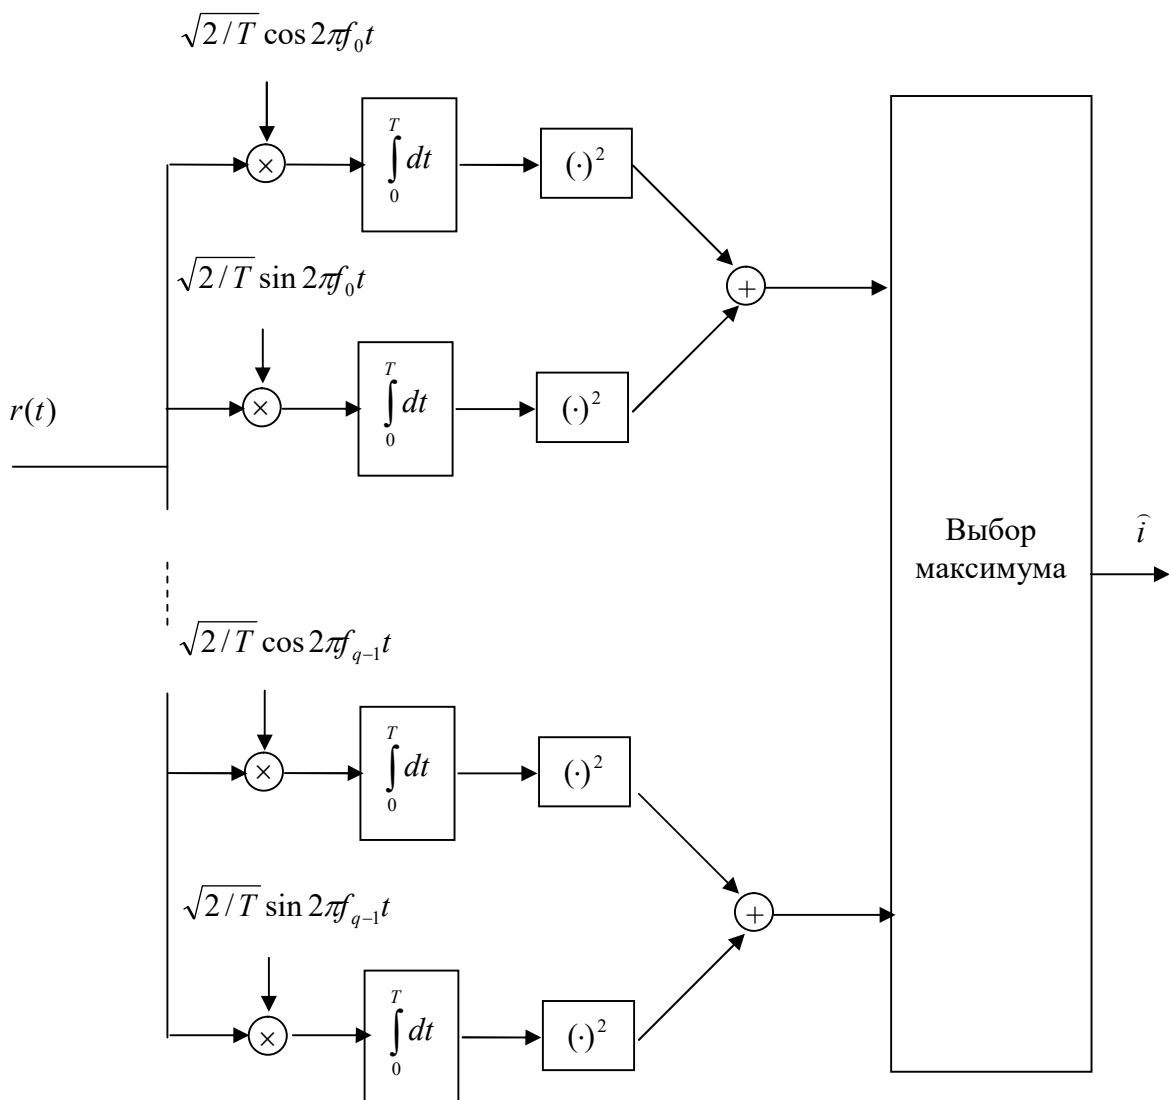 √2/T cos 2πf₀t
×
∫₀ᵀ dt
(·)²
√2/T sin 2πf₀t
+
r(t)
×
∫₀ᵀ dt
(·)²
Выбор
максимума
î
√2/T cos 2πf_{q−1}t
×
∫₀ᵀ dt
(·)²
√2/T sin 2πf_{q−1}t
+
×
∫₀ᵀ dt
(·)²